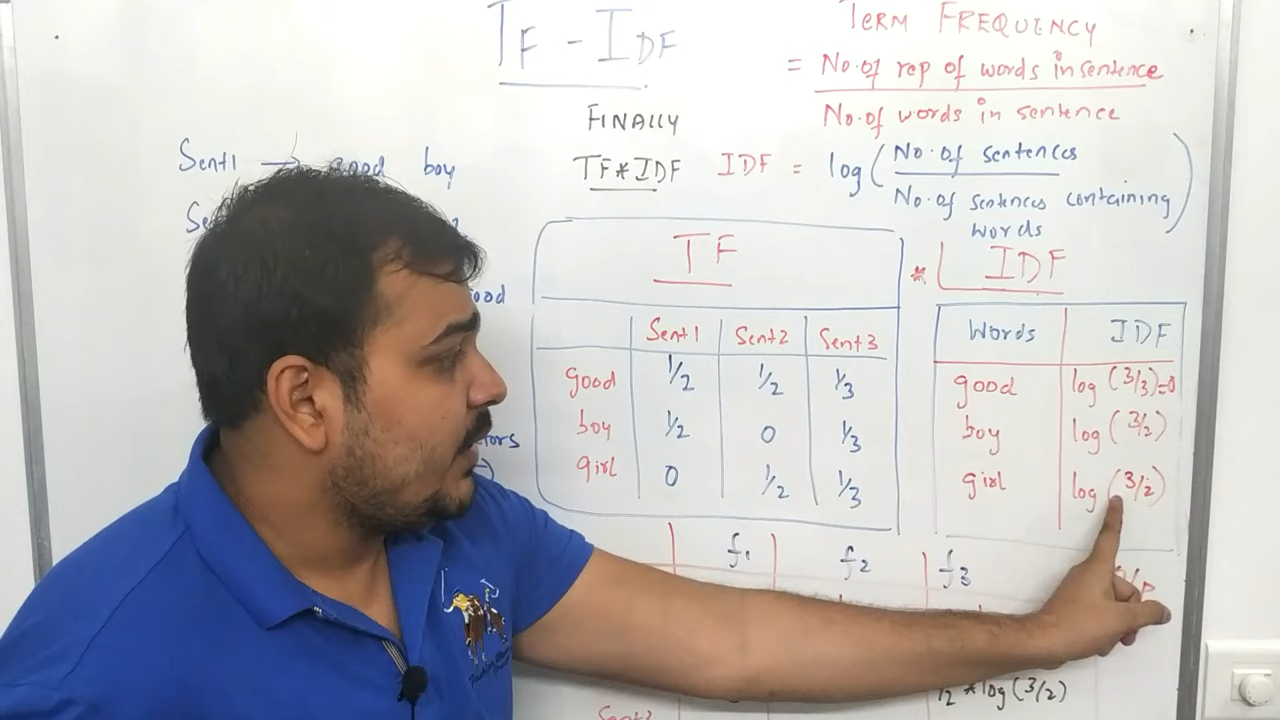 TF - IDF
TERM FREQUENCY
= No. of rep of words in sentence
No. of words in sentence
FINALLY
TF*IDF
IDF = log ( No. of sentences
No. of sentences containing
words )
Sent1 → good boy
TF
* IDF
Sent1 Sent2 Sent3
good 1/2 1/2 1/3
boy 1/2 0 1/3
girl 0 1/2 1/3
Words IDF
good log (3/3)=0
boy log (3/2)
girl log (3/2)
f1 f2 f3
*log(3/2)